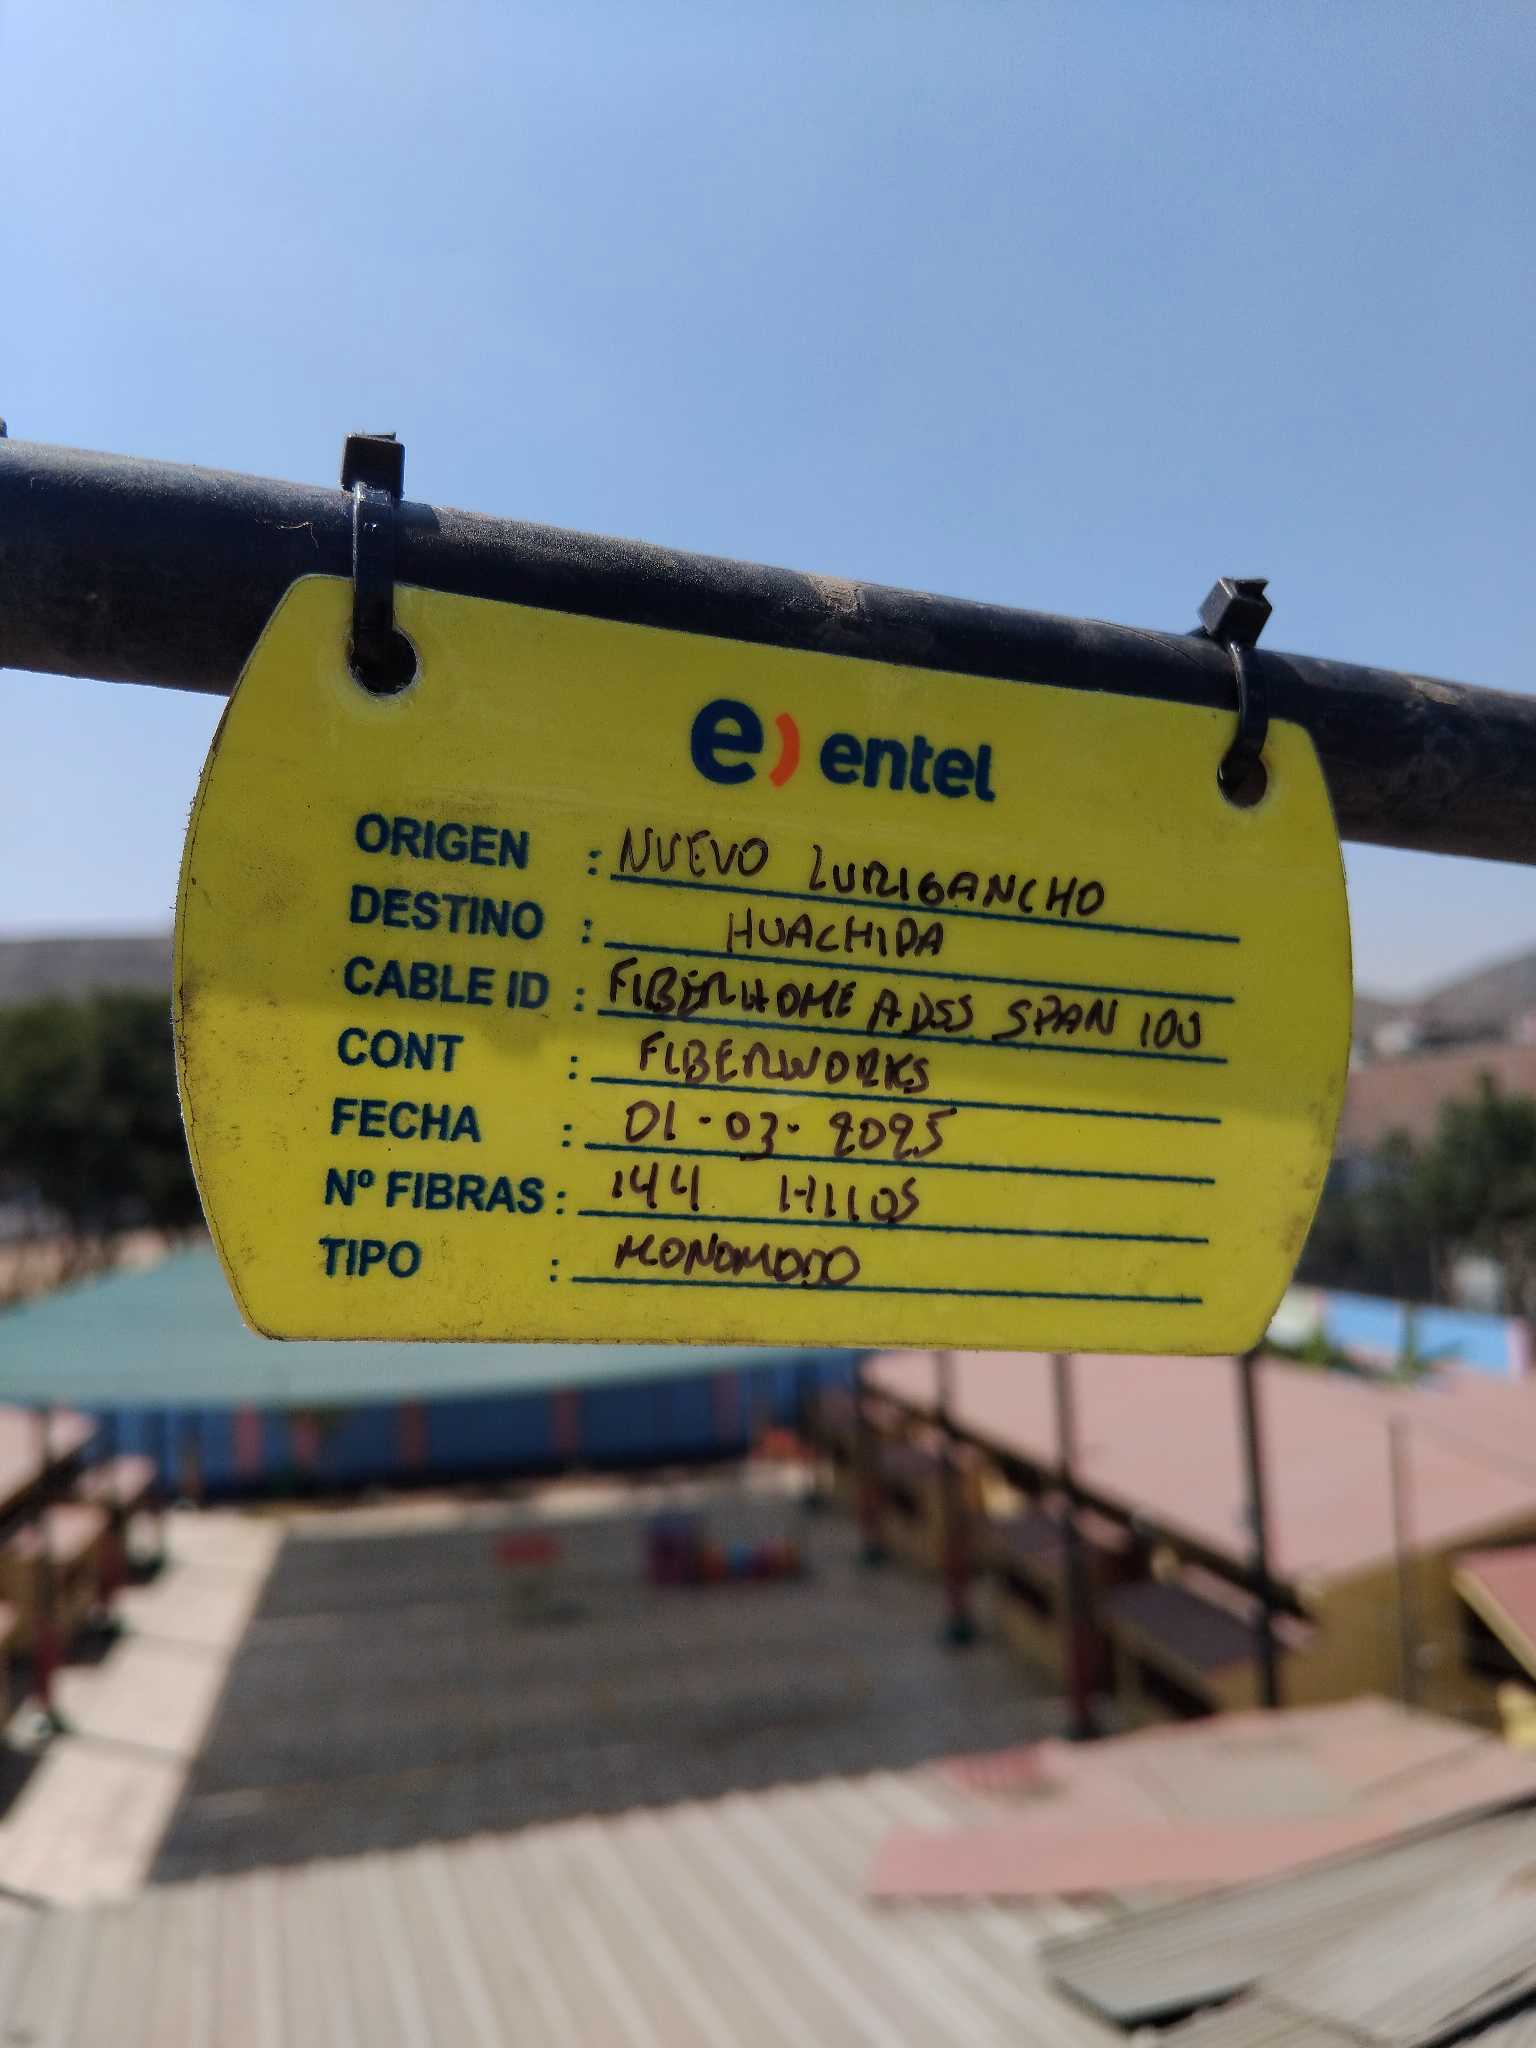 e) entel
ORIGEN : NUEVO LURIGANCHO
DESTINO : HUACHIPA
CABLE ID : FIBERHOME ADSS SPAN 100
CONT : FIBERWORKS
FECHA : 01-03-2025
Nº FIBRAS : 144 HILOS
TIPO : MONOMODO